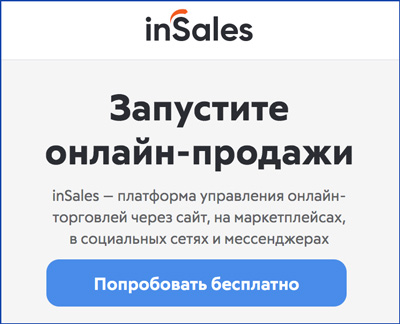 inSales
Запустите
онлайн-продажи
inSales – платформа управления онлайн-
торговлей через сайт, на маркетплейсах,
в социальных сетях и мессенджерах
Попробовать бесплатно